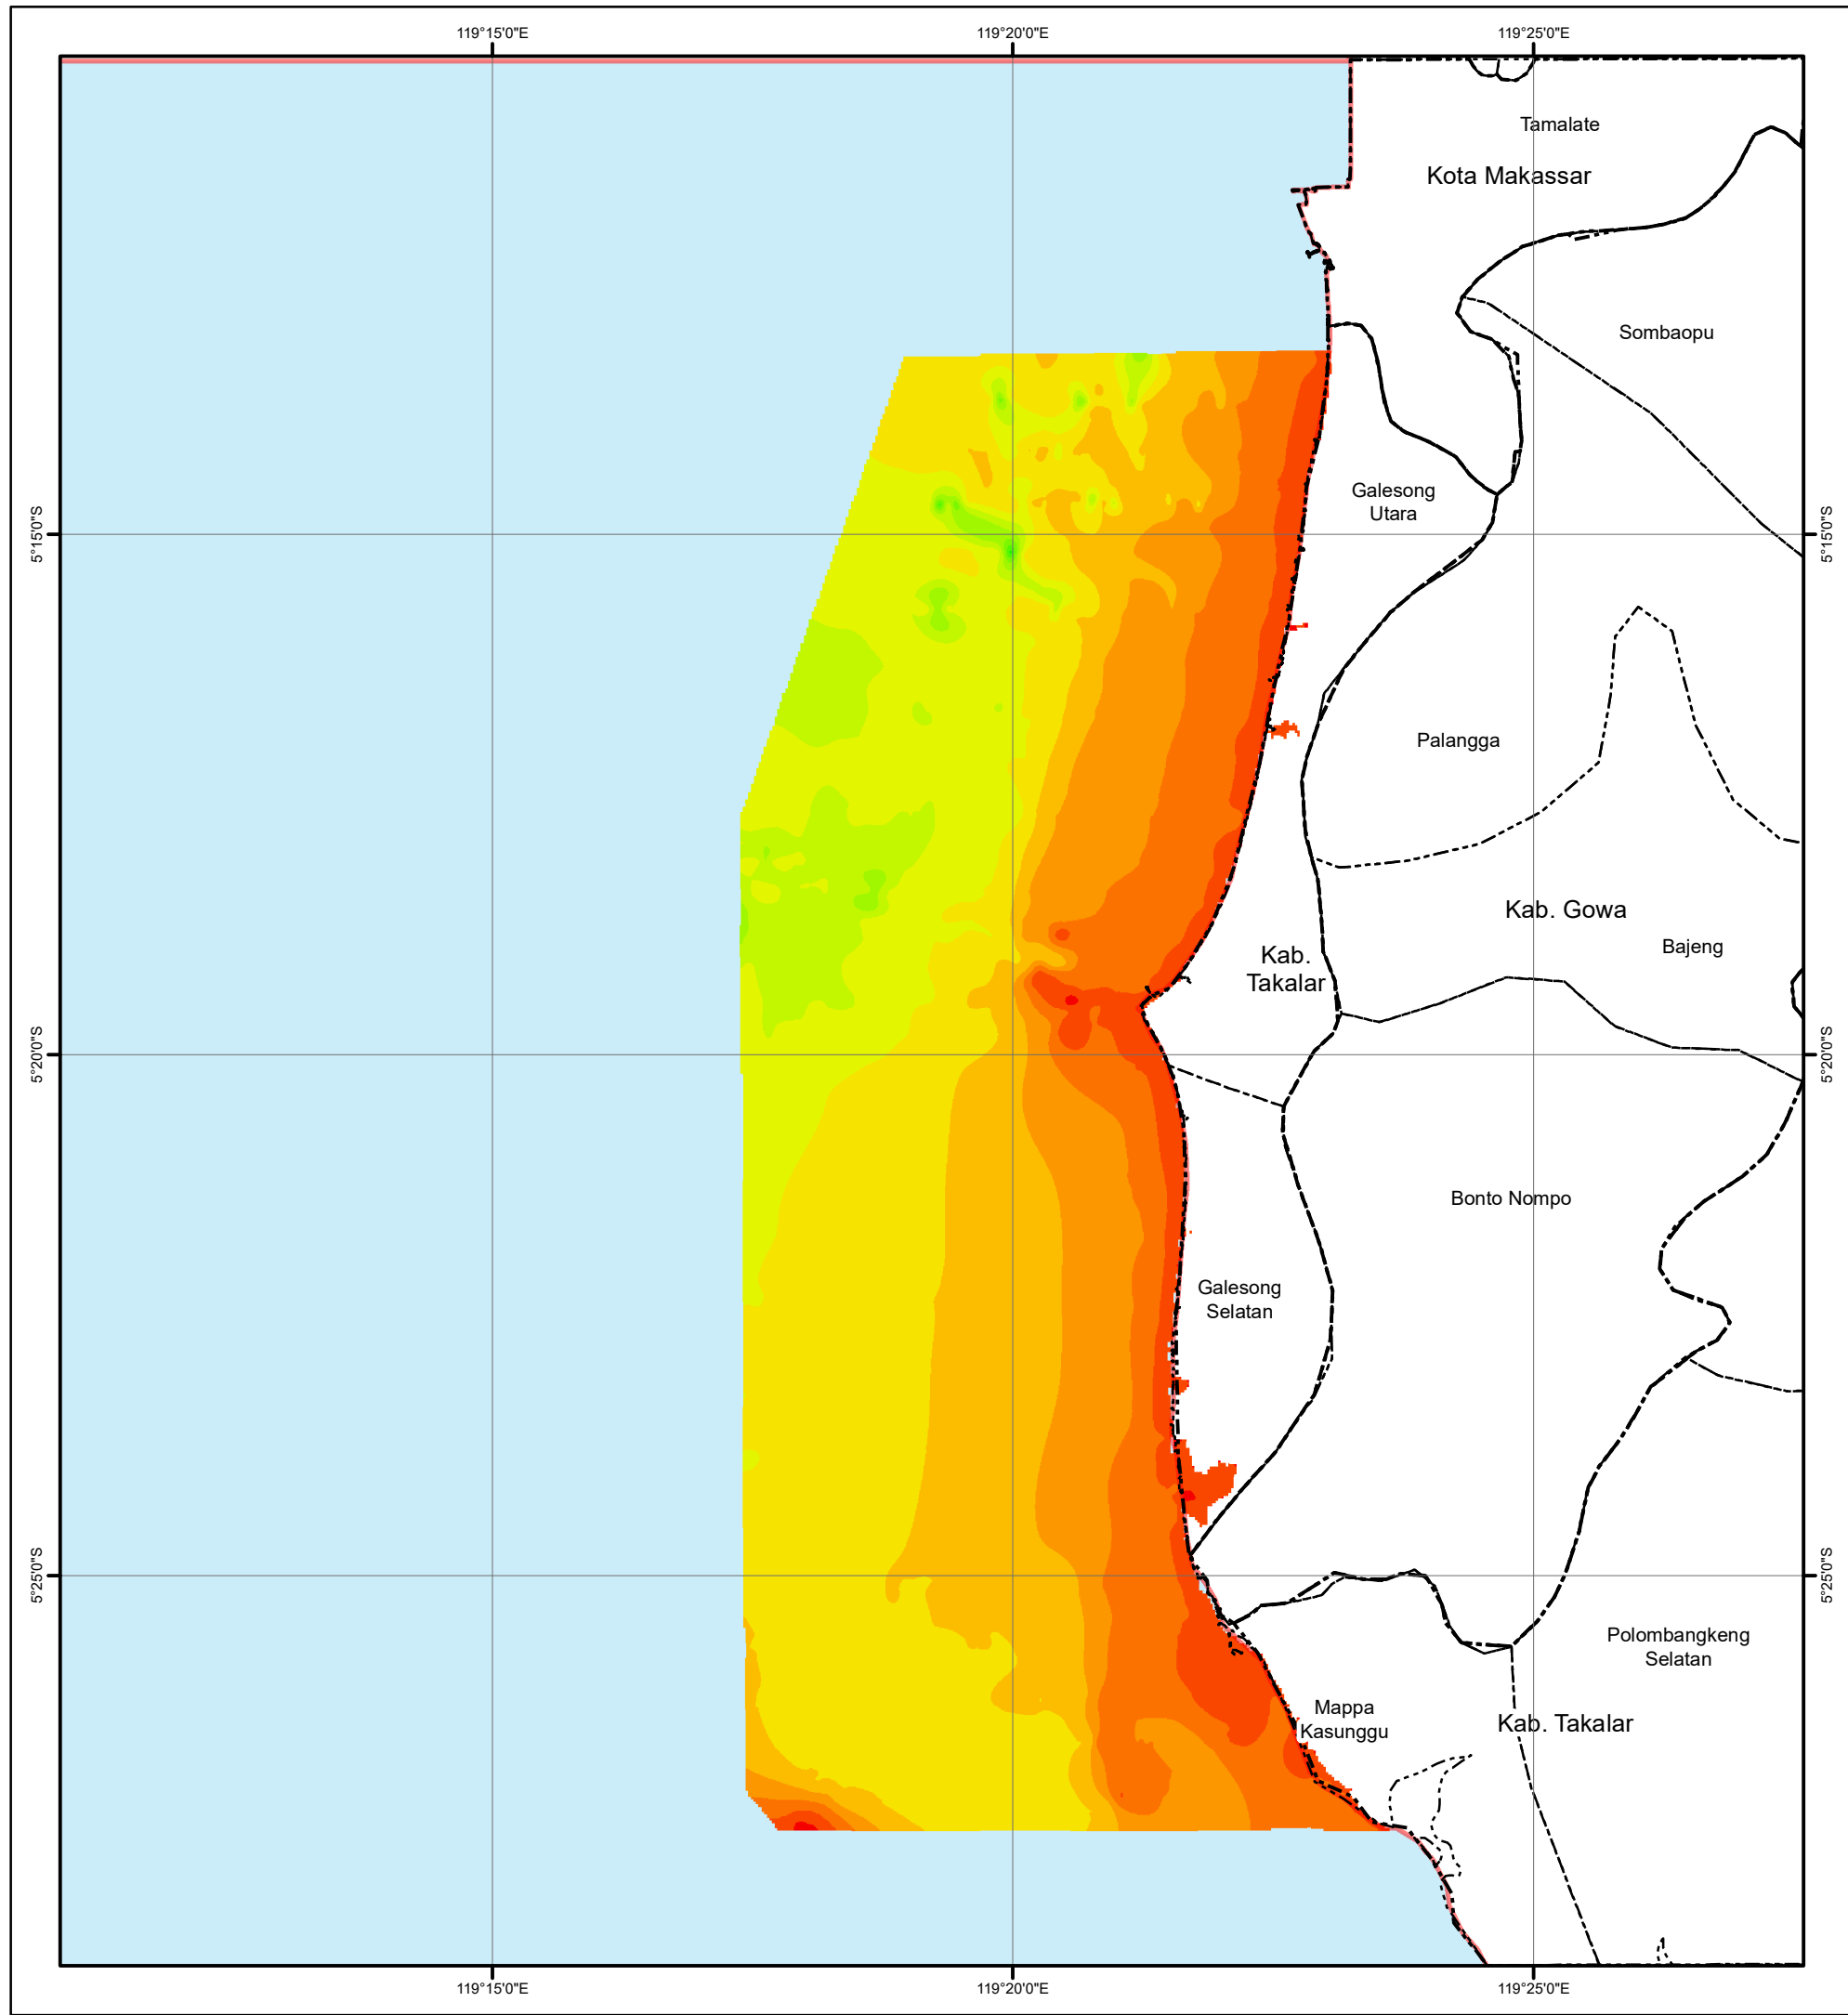 119°15'0"E
119°20'0"E
119°25'0"E
Tamalate
Kota Makassar
Sombaopu
Galesong
Utara
5°15'0"S
5°15'0"S
Palangga
Kab. Gowa
Bajeng
Kab.
Takalar
5°20'0"S
5°20'0"S
Bonto Nompo
Galesong
Selatan
5°25'0"S
5°25'0"S
Polombangkeng
Selatan
Mappa
Kasunggu
Kab. Takalar
119°15'0"E
119°20'0"E
119°25'0"E